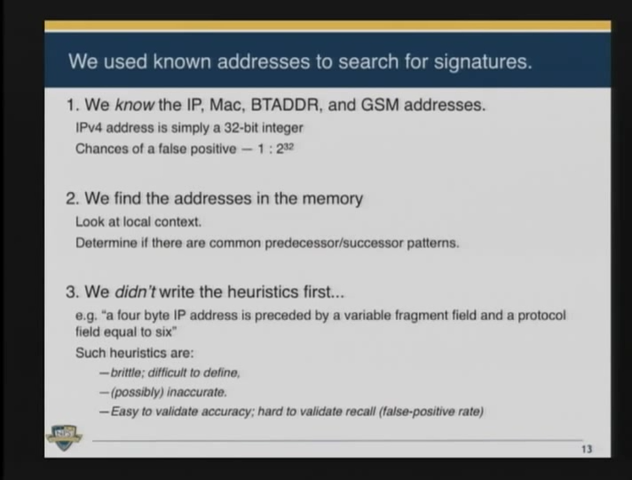 We used known addresses to search for signatures.
1. We know the IP, Mac, BTADDR, and GSM addresses.
IPv4 address is simply a 32-bit integer
Chances of a false positive — 1 : 2³²
2. We find the addresses in the memory
Look at local context.
Determine if there are common predecessor/successor patterns.
3. We didn't write the heuristics first...
e.g. "a four byte IP address is preceded by a variable fragment field and a protocol
field equal to six"
Such heuristics are:
—brittle; difficult to define,
—(possibly) inaccurate.
—Easy to validate accuracy; hard to validate recall (false-positive rate)
13